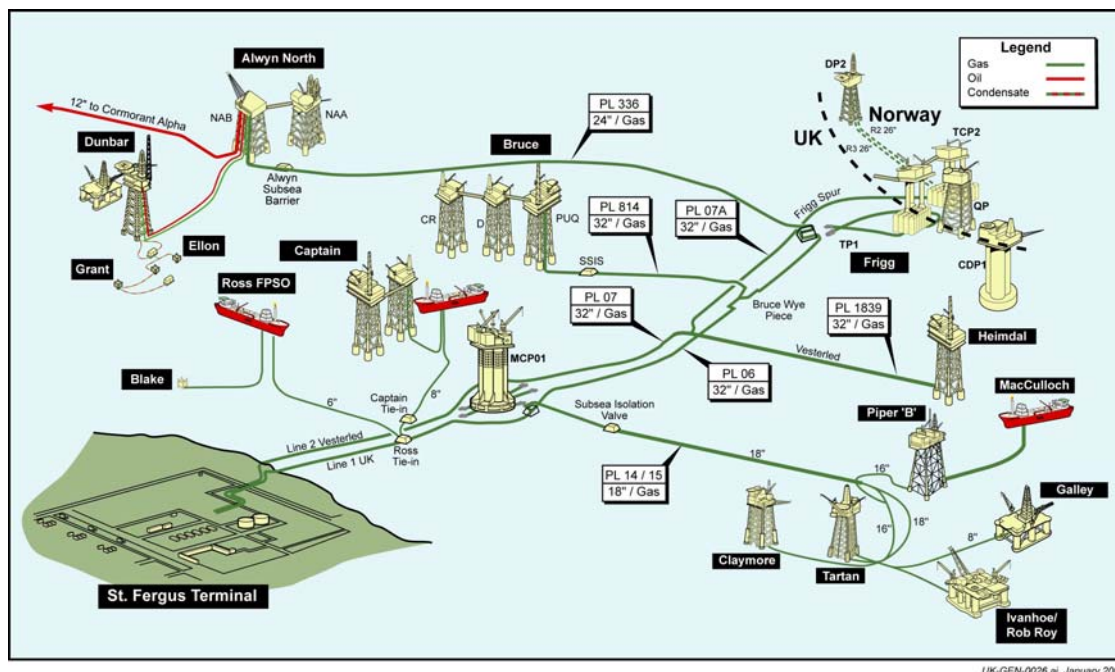 Alwyn North
Legend
Gas
Oil
Condensate
DP2
12" to Cormorant Alpha
NAB
NAA
PL 336
24" / Gas
Norway
UK
R2 26"
R3 26"
TCP2
Dunbar
Bruce
Alwyn
Subsea
Barrier
CR
D
PUQ
PL 814
32" / Gas
PL 07A
32" / Gas
Frigg Spur
QP
TP1
Frigg
CDP1
Captain
Ellon
Grant
SSIS
Ross FPSO
PL 07
32" / Gas
Bruce Wye
Piece
PL 1839
32" / Gas
Heimdal
MCP01
Vesterled
PL 06
32" / Gas
MacCulloch
Blake
6"
8"
Captain
Tie-in
Subsea Isolation
Valve
Piper 'B'
Line 2 Vesterled
Line 1 UK
Ross
Tie-in
PL 14 / 15
18" / Gas
18"
16"
Galley
16"
18"
8"
Claymore
Tartan
St. Fergus Terminal
Ivanhoe/
Rob Roy